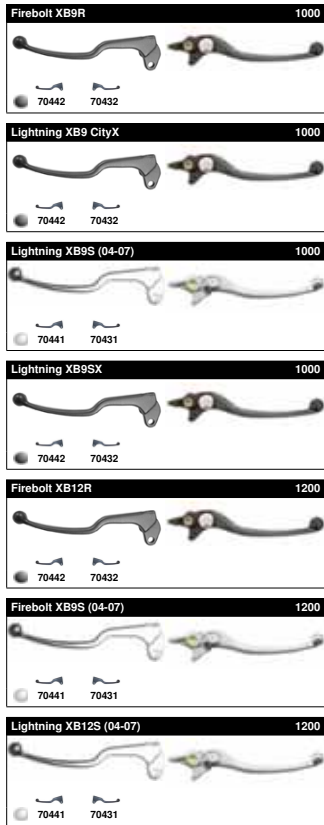 Firebolt XB9R 1000
70442 70432
Lightning XB9 CityX 1000
70442 70432
Lightning XB9S (04-07) 1000
70441 70431
Lightning XB9SX 1000
70442 70432
Firebolt XB12R 1200
70442 70432
Firebolt XB9S (04-07) 1200
70441 70431
Lightning XB12S (04-07) 1200
70441 70431